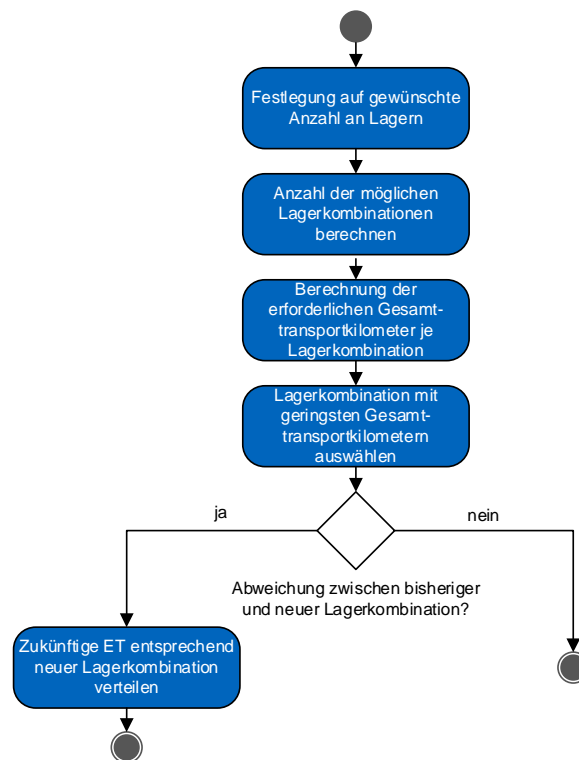 Festlegung auf gewünschte
Anzahl an Lagern
Anzahl der möglichen
Lagerkombinationen
berechnen
Berechnung der
erforderlichen Gesamt-
transportkilometer je
Lagerkombination
Lagerkombination mit
geringsten Gesamt-
transportkilometern
auswählen
ja
nein
Abweichung zwischen bisheriger
und neuer Lagerkombination?
Zukünftige ET entsprechend
neuer Lagerkombination
verteilen